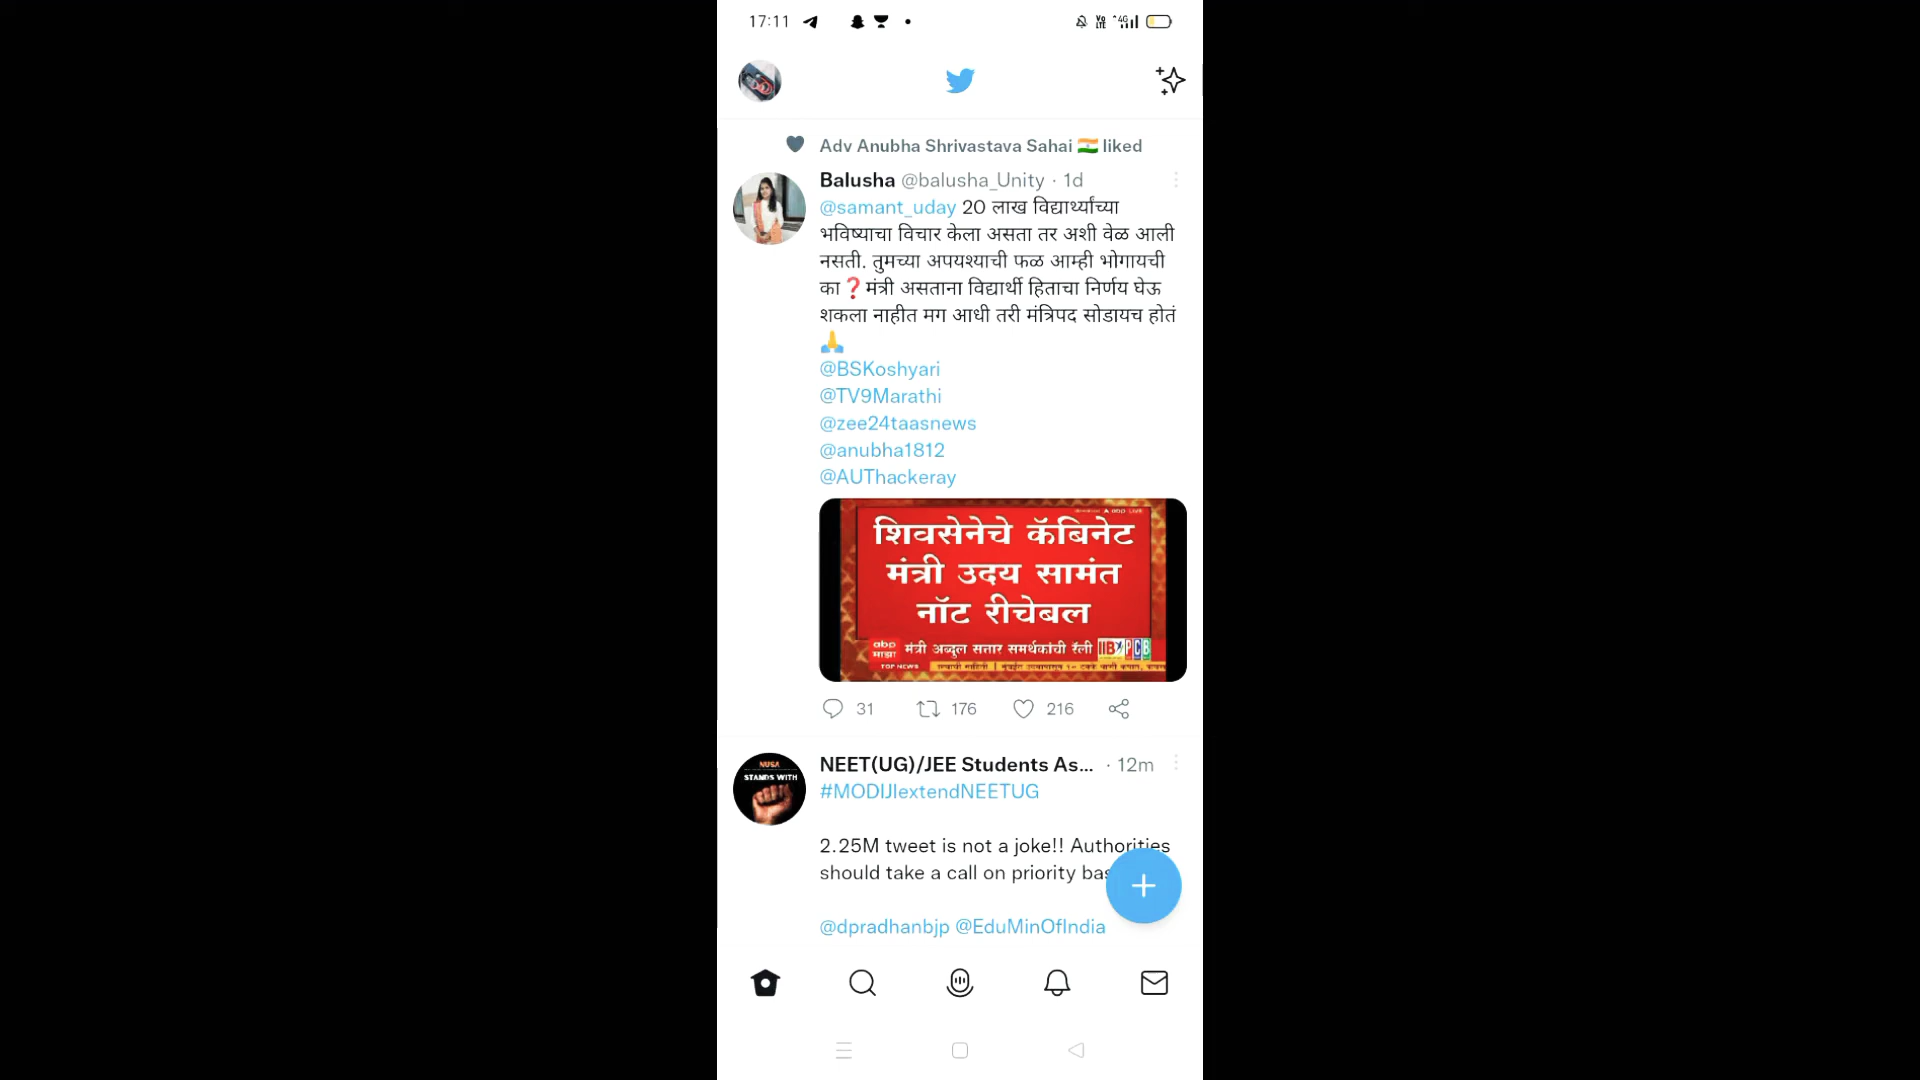 17:11
Adv Anubha Shrivastava Sahai 🇮🇳 liked
Balusha @balusha_Unity · 1d
@samant_uday 20 लाख विद्यार्थ्यांच्या
भविष्याचा विचार केला असता तर अशी वेळ आली
नसती. तुमच्या अपयश्याची फळ आम्ही भोगायची
का❓मंत्री असताना विद्यार्थी हिताचा निर्णय घेऊ
शकला नाहीत मग आधी तरी मंत्रिपद सोडायच होतं
🙏
@BSKoshyari
@TV9Marathi
@zee24taasnews
@anubha1812
@AUThackeray
शिवसेनेचे कॅबिनेट
मंत्री उदय सामंत
नॉट रीचेबल
abp माझा
मंत्री अब्दुल सत्तार समर्थकांची रॅली
TOP NEWS
31 176 216
NEET(UG)/JEE Students As... · 12m
NUSA
STANDS WITH
#MODIJIextendNEETUG
2.25M tweet is not a joke!! Authorities
should take a call on priority bas
@dpradhanbjp @EduMinOfIndia